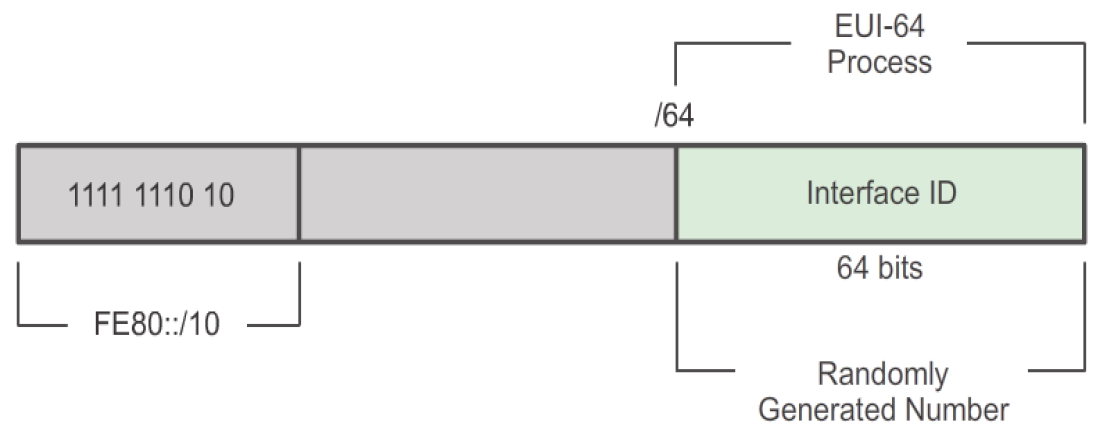 EUI-64
Process
/64
1111 1110 10
Interface ID
64 bits
FE80::/10
Randomly
Generated Number